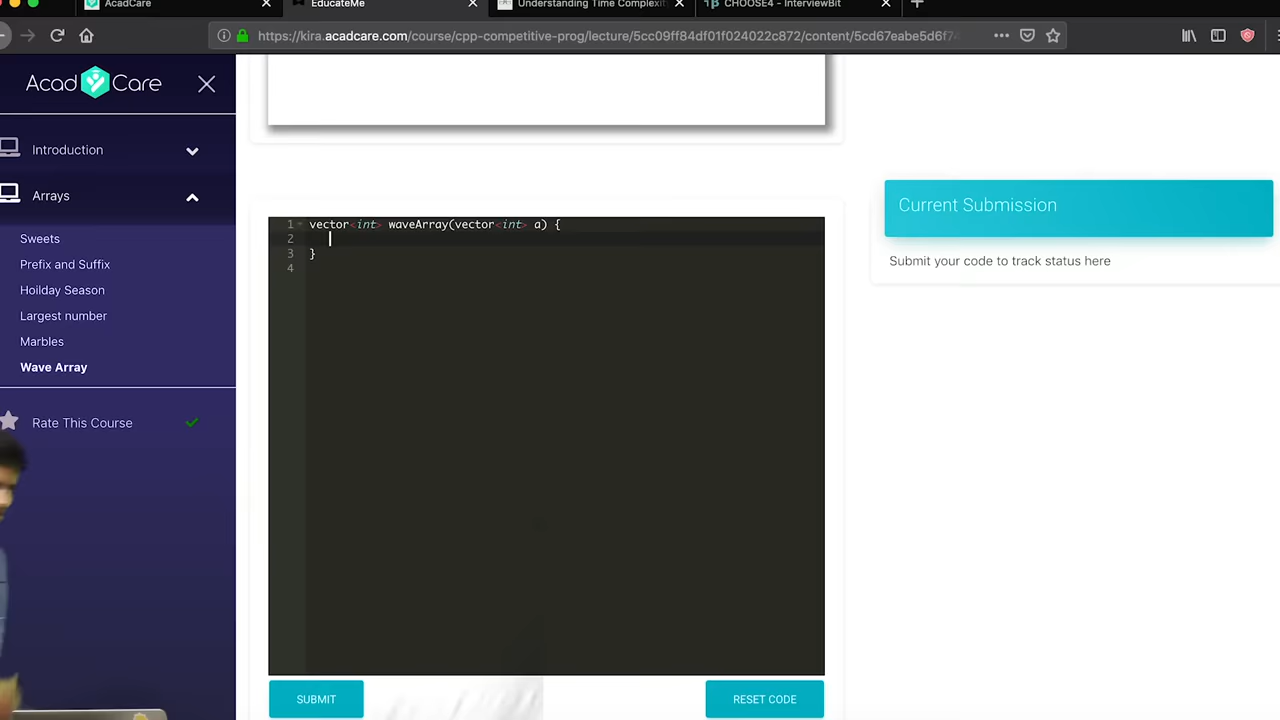 AcadCare
EducateMe
Understanding Time Complexit
CHOOSE4 - InterviewBit
https://kira.acadcare.com/course/cpp-competitive-prog/lecture/5cc09ff84df01f024022c872/content/5cd67eabe5d6f7
Acad Care
Introduction
Arrays
Sweets
Prefix and Suffix
Hoilday Season
Largest number
Marbles
Wave Array
Rate This Course
1 vector<int> waveArray(vector<int> a) {
2
3 }
4
SUBMIT
RESET CODE
Current Submission
Submit your code to track status here